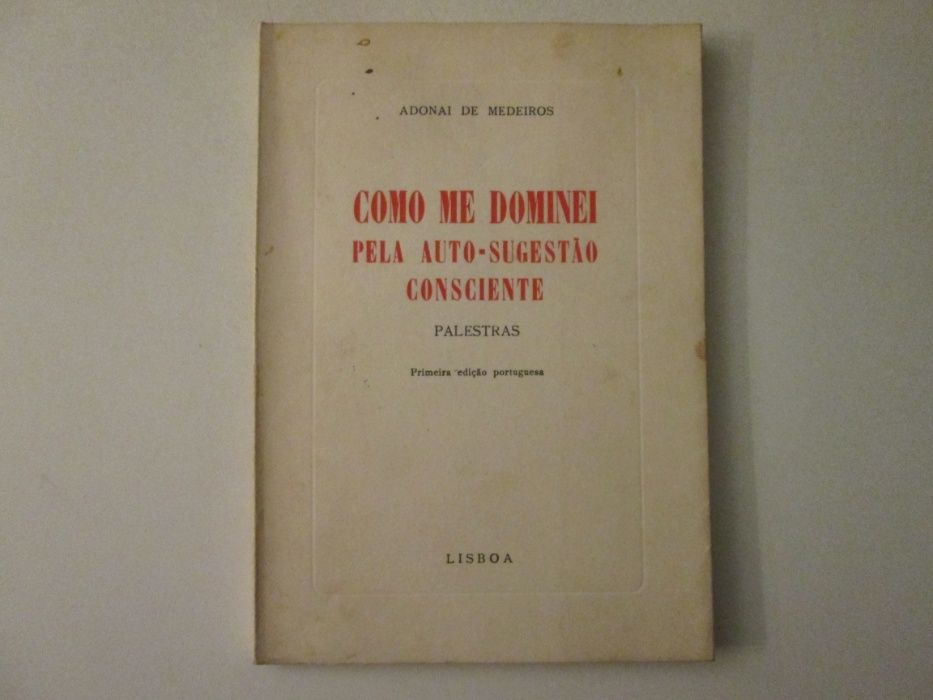 ADONAI DE MEDEIROS
COMO ME DOMINEI
PELA AUTO-SUGESTÃO
CONSCIENTE
PALESTRAS
Primeira edição portuguesa
LISBOA